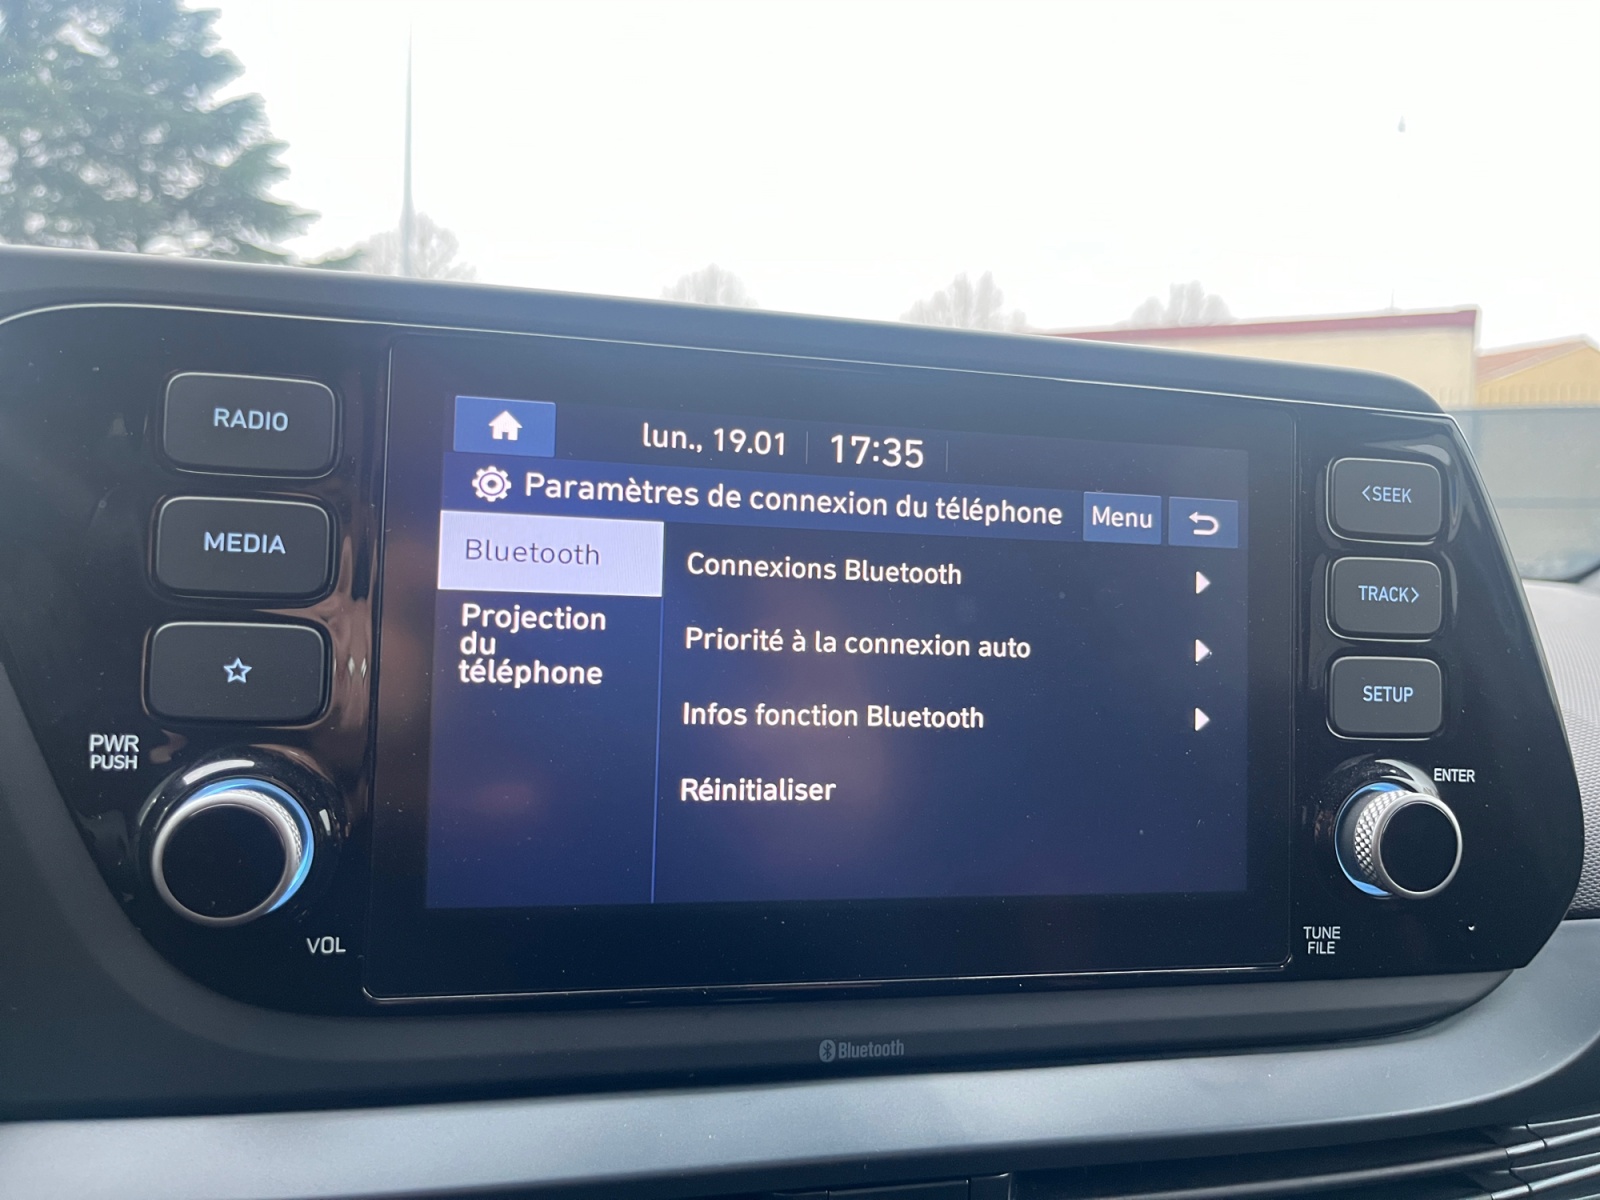 RADIO
MEDIA
PWR
PUSH
VOL
lun., 19.01
17:35
Paramètres de connexion du téléphone
Menu
Bluetooth
Projection
du
téléphone
Connexions Bluetooth
Priorité à la connexion auto
Infos fonction Bluetooth
Réinitialiser
<SEEK
TRACK>
SETUP
ENTER
TUNE
FILE
Bluetooth